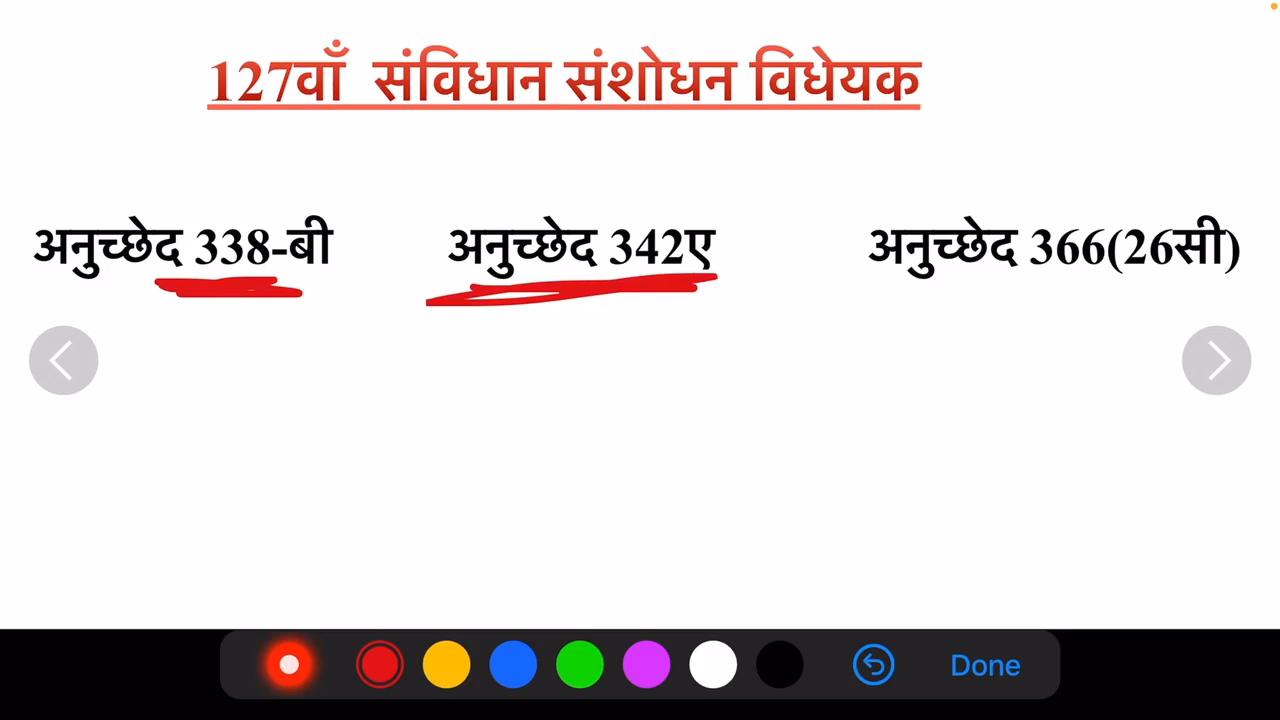 127वाँ संविधान संशोधन विधेयक
अनुच्छेद 338-बी अनुच्छेद 342ए अनुच्छेद 366(26सी)
Done